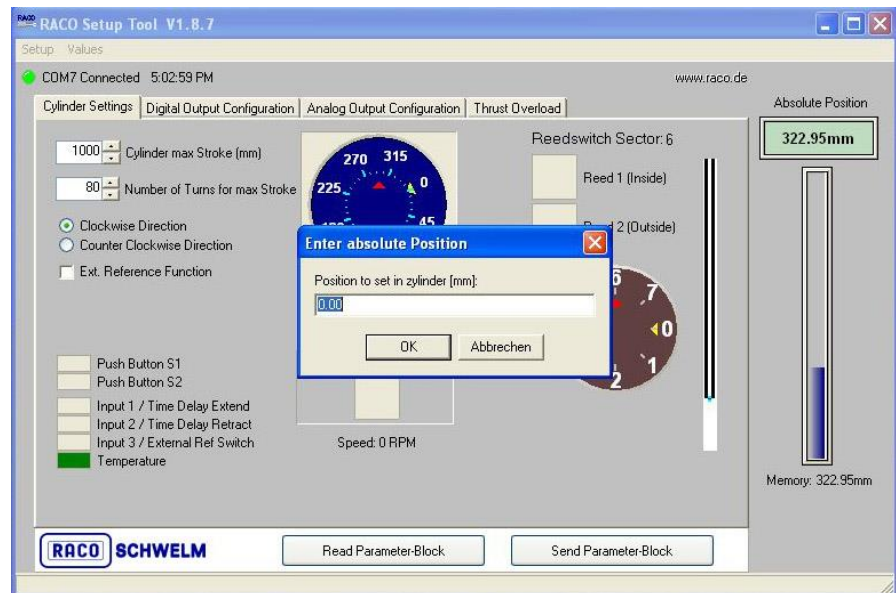 RACO Setup Tool V1.8.7
Setup Values
COM7 Connected 5:02:59 PM
www.raco.de
Cylinder Settings Digital Output Configuration Analog Output Configuration Thrust Overload
Absolute Position
322.95mm
1000 Cylinder max Stroke (mm)
80 Number of Turns for max Stroke
Clockwise Direction
Counter Clockwise Direction
Ext. Reference Function
270 315
225 0
45
Reedswitch Sector: 6
Reed 1 (Inside)
2 (Outside)
Enter absolute Position
Position to set in zylinder [mm]:
0.00
OK Abbrechen
6
7
0
1
2
Push Button S1
Push Button S2
Input 1 / Time Delay Extend
Input 2 / Time Delay Retract
Input 3 / External Ref Switch
Temperature
Speed: 0 RPM
Memory: 322.95mm
RACO SCHWELM
Read Parameter-Block
Send Parameter-Block